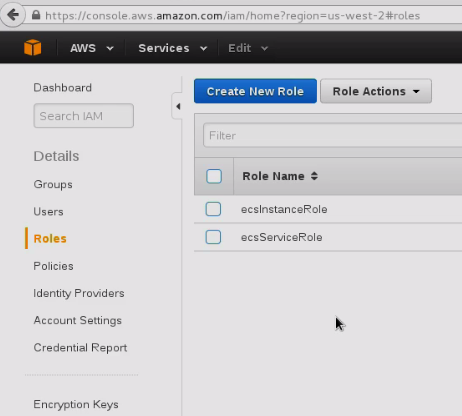 https://console.aws.amazon.com/iam/home?region=us-west-2#roles
AWS Services Edit
Dashboard
Search IAM
Details
Groups
Users
Roles
Policies
Identity Providers
Account Settings
Credential Report
Encryption Keys
Create New Role Role Actions
Filter
Role Name
ecsInstanceRole
ecsServiceRole